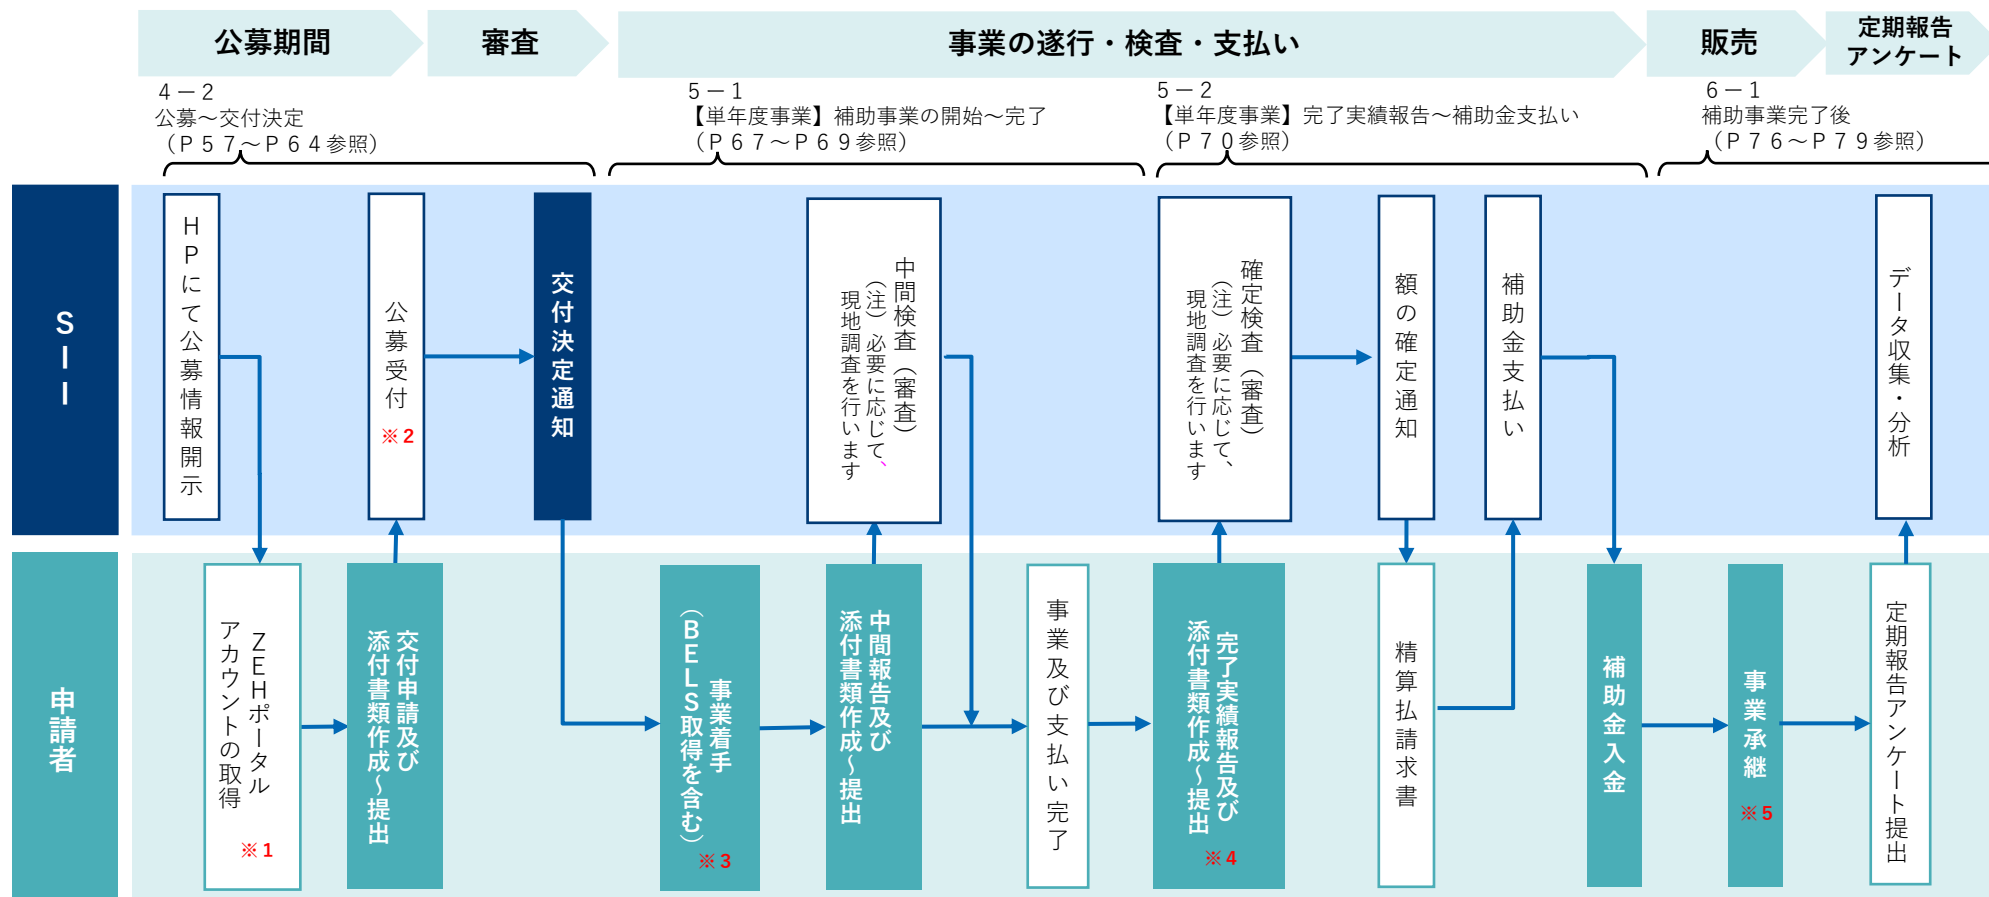 公募期間
審査
事業の遂行・検査・支払い
販売
定期報告
アンケート
4－2
公募～交付決定
（P57～P64参照）
5－1
【単年度事業】補助事業の開始～完了
（P67～P69参照）
5－2
【単年度事業】完了実績報告～補助金支払い
（P70参照）
6－1
補助事業完了後
（P76～P79参照）
SII
HPにて公募情報開示
公募受付
※2
交付決定通知
中間検査（審査）
（注）必要に応じて、
現地調査を行います
確定検査（審査）
（注）必要に応じて、
現地調査を行います
額の確定通知
補助金支払い
データ収集・分析
申請者
ZEHポータル
アカウントの取得
※1
交付申請及び
添付書類作成～提出
事業着手
（BELS取得を含む）
※3
中間報告及び
添付書類作成～提出
事業及び支払い完了
完了実績報告及び
添付書類作成～提出
※4
精算払請求書
補助金入金
事業承継
※5
定期報告アンケート提出